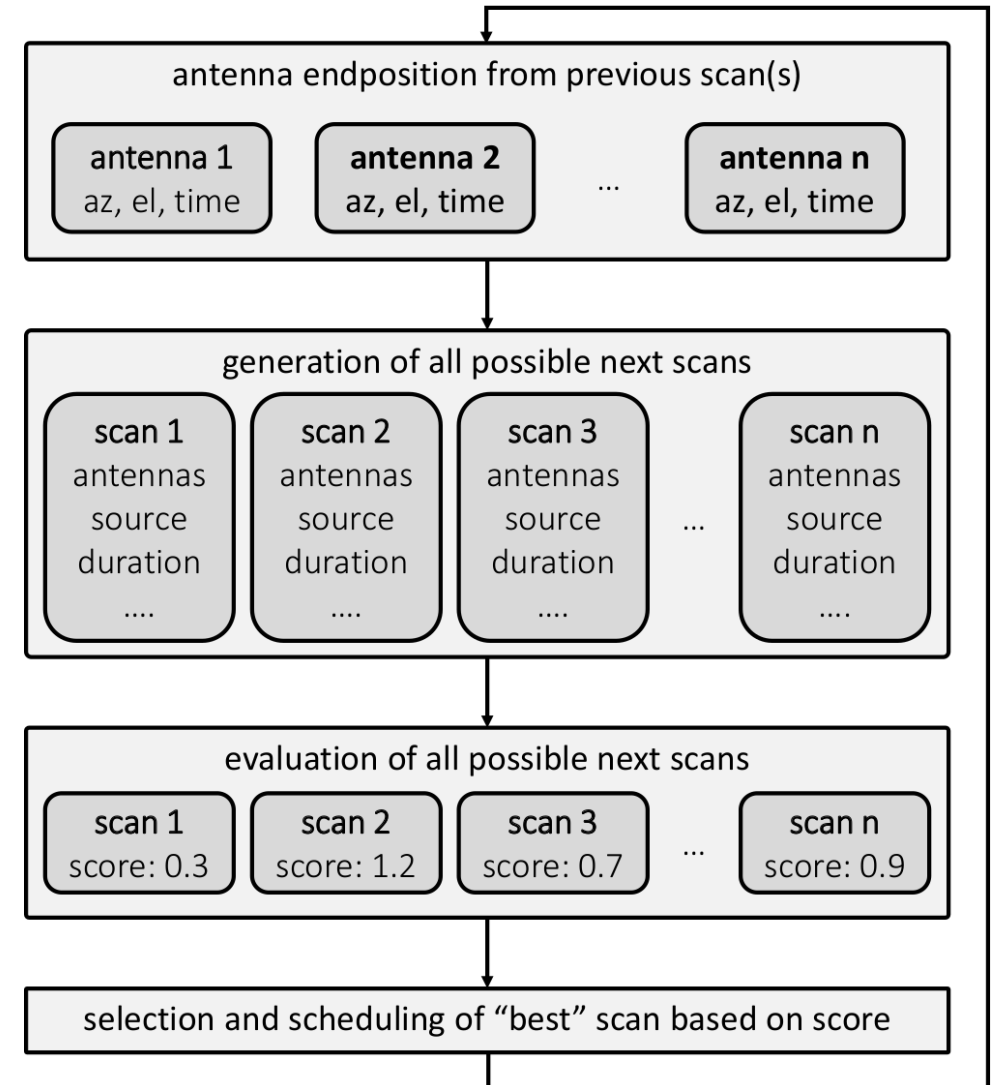 antenna endposition from previous scan(s)
antenna 1
az, el, time
antenna 2
az, el, time
...
antenna n
az, el, time
generation of all possible next scans
scan 1
antennas
source
duration
....
scan 2
antennas
source
duration
....
scan 3
antennas
source
duration
....
...
scan n
antennas
source
duration
....
evaluation of all possible next scans
scan 1
score: 0.3
scan 2
score: 1.2
scan 3
score: 0.7
...
scan n
score: 0.9
selection and scheduling of “best” scan based on score